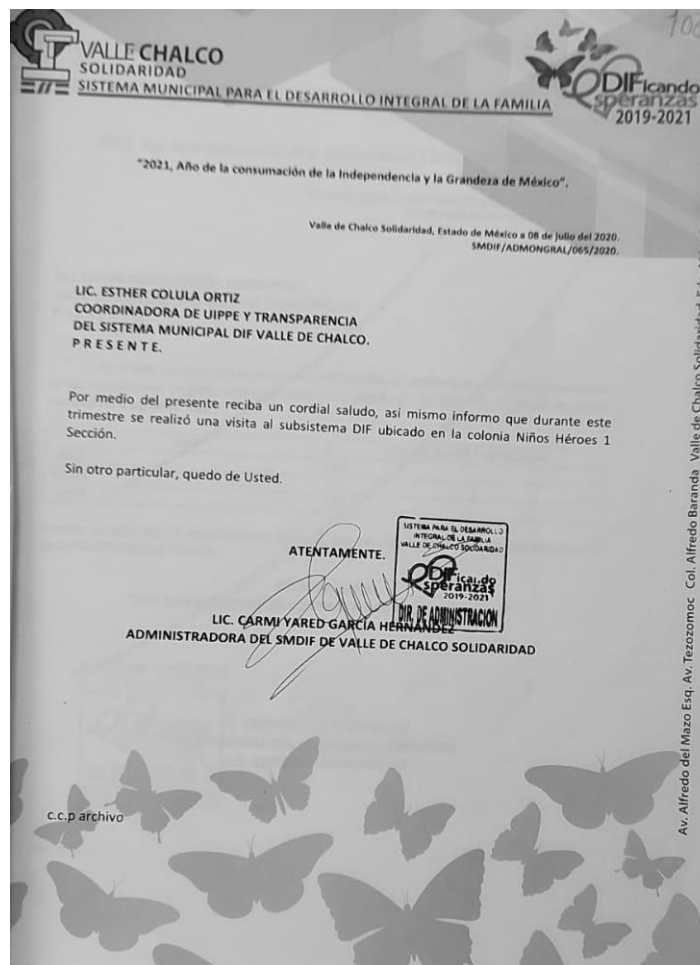 VALLE CHALCO
SOLIDARIDAD
SISTEMA MUNICIPAL PARA EL DESARROLLO INTEGRAL DE LA FAMILIA
DIFicando
speranzas
2019-2021
"2021, Año de la consumación de la Independencia y la Grandeza de México".
Valle de Chalco Solidaridad, Estado de México a 08 de julio del 2020.
SMDIF/ADMONGRAL/065/2020.
LIC. ESTHER COLULA ORTIZ
COORDINADORA DE UIPPE Y TRANSPARENCIA
DEL SISTEMA MUNICIPAL DIF VALLE DE CHALCO.
P R E S E N T E.
Por medio del presente reciba un cordial saludo, así mismo informo que durante este
trimestre se realizó una visita al subsistema DIF ubicado en la colonia Niños Héroes 1
Sección.
Sin otro particular, quedo de Usted.
ATENTAMENTE.
SISTEMA PARA EL DESARROLLO
INTEGRAL DE LA FAMILIA
VALLE DE CHALCO SOLIDARIDAD
DIFicando
speranzas
2019-2021
DIR. DE ADMINISTRACION
LIC. CARMI YARED GARCÍA HERNÁNDEZ
ADMINISTRADORA DEL SMDIF DE VALLE DE CHALCO SOLIDARIDAD
c.c.p archivo
Av. Alfredo del Mazo Esq. Av. Tezozomoc Col. Alfredo Baranda Valle de Chalco Solidaridad,